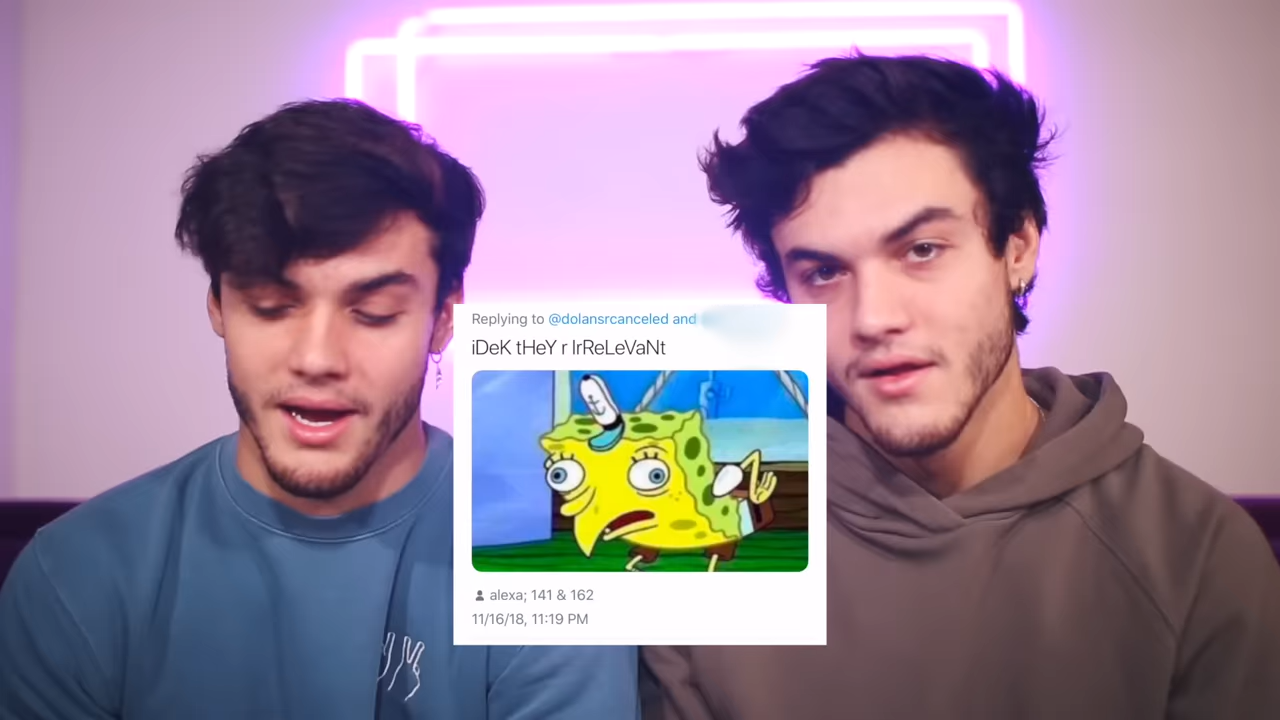 Replying to @dolansrcanceled and
iDeK tHeY r IrReLeVaNt
alexa; 141 & 162
11/16/18, 11:19 PM